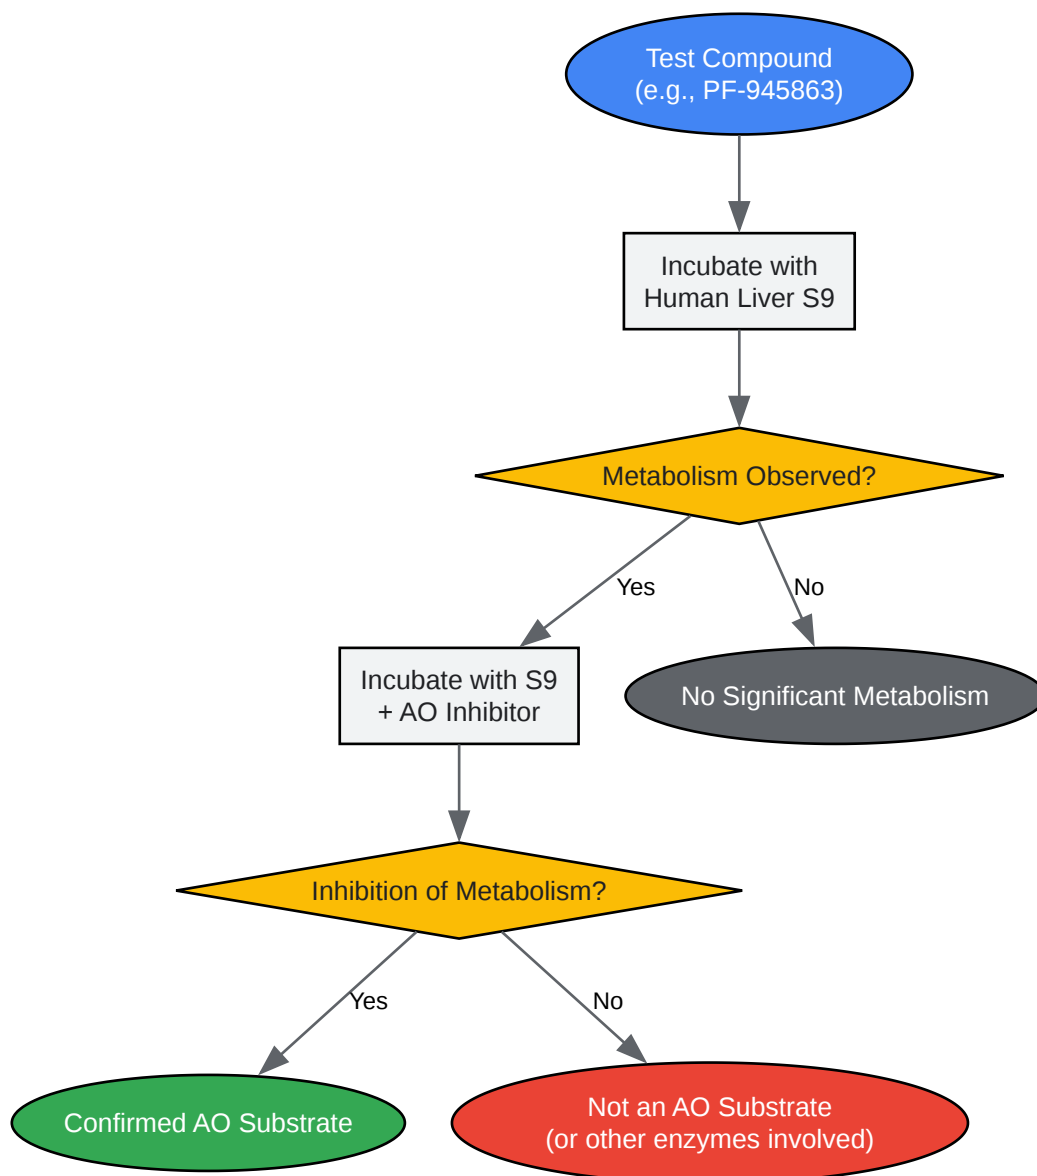 Test Compound
(e.g., PF-945863)
Incubate with
Human Liver S9
Metabolism Observed?
Yes
No
Incubate with S9
+ AO Inhibitor
No Significant Metabolism
Inhibition of Metabolism?
Yes
No
Confirmed AO Substrate
Not an AO Substrate
(or other enzymes involved)